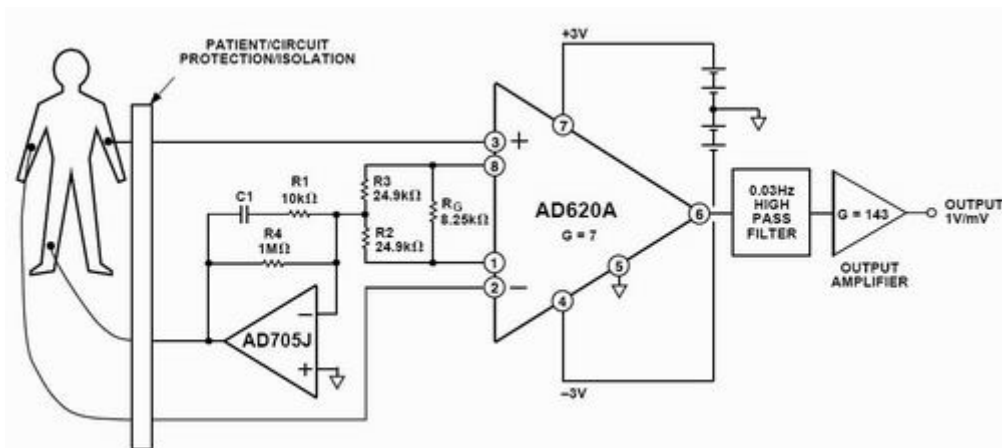 PATIENT/CIRCUIT
PROTECTION/ISOLATION
+3V
7
3
+
8
C1
R1
10kΩ
R3
24.9kΩ
RG
8.25kΩ
R4
1MΩ
R2
24.9kΩ
AD620A
G = 7
6
0.03Hz
HIGH
PASS
FILTER
G = 143
OUTPUT
1V/mV
OUTPUT
AMPLIFIER
1
2
−
5
4
−
AD705J
+
–3V